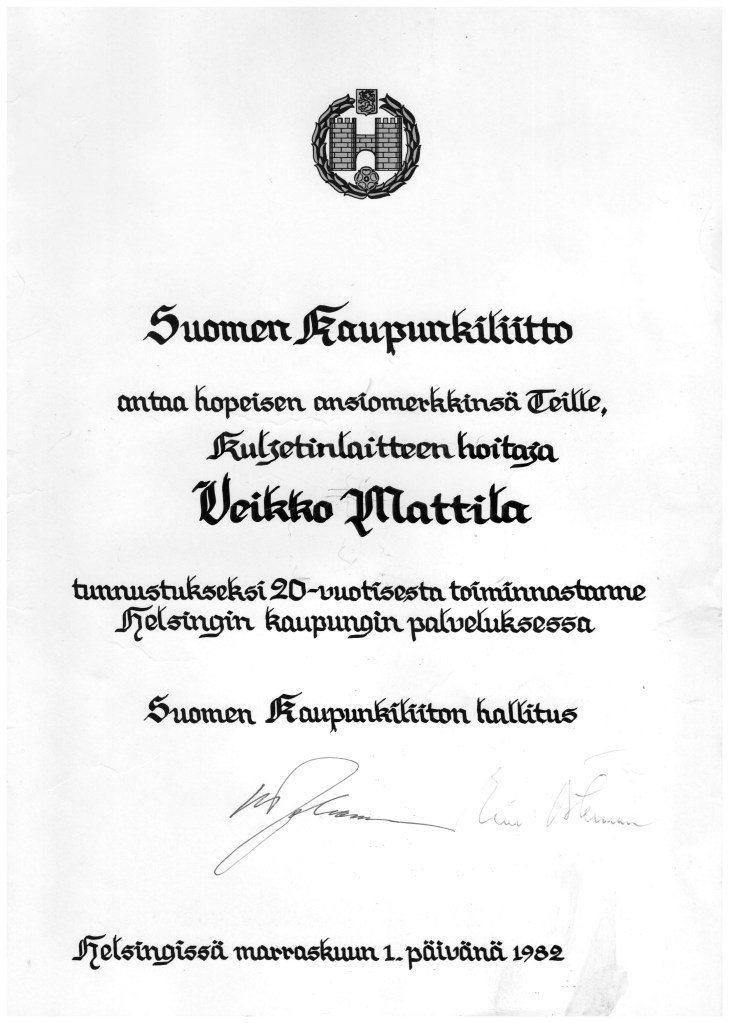 Suomen Kaupunkiliitto
antaa hopeisen ansiomerkkinsä Teille,
Kuljetinlaitteen hoitaja
Veikko Mattila
tunnustukseksi 20-vuotisesta toiminnastanne
Helsingin kaupungin palveluksessa
Suomen Kaupunkiliiton hallitus
Helsingissä marraskuun 1. päivänä 1982